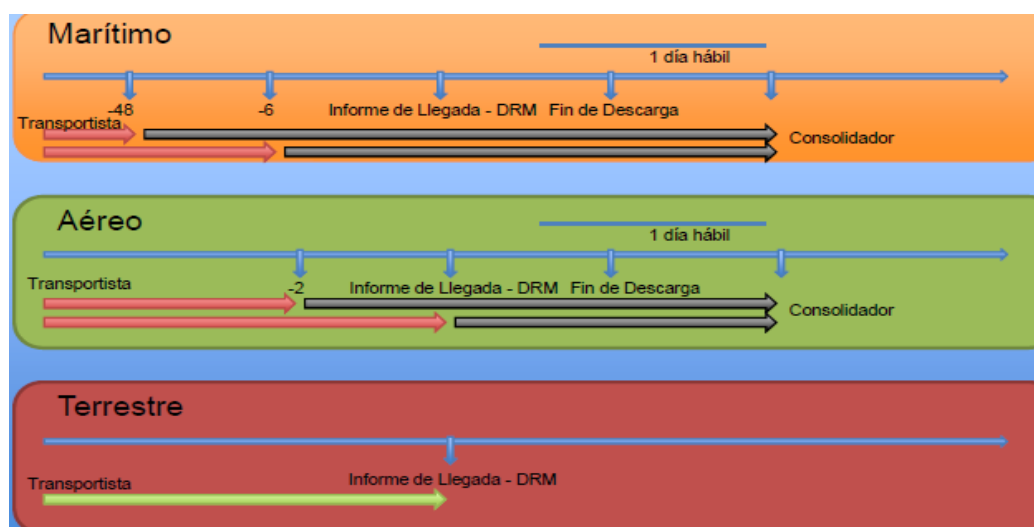 Marítimo
1 día hábil
-48
-6
Informe de Llegada - DRM
Fin de Descarga
Transportista
Consolidador
Aéreo
1 día hábil
Transportista
-2
Informe de Llegada - DRM
Fin de Descarga
Consolidador
Terrestre
Transportista
Informe de Llegada - DRM